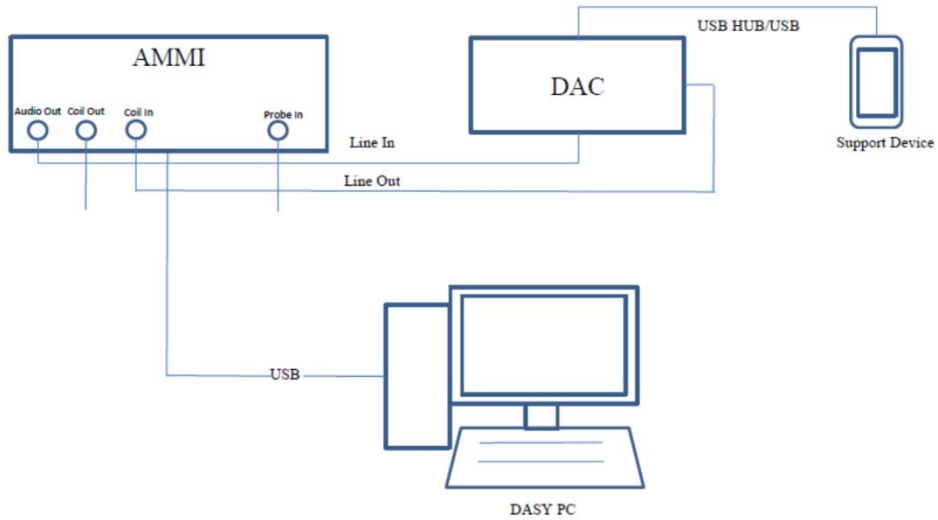 USB HUB/USB
AMMI
DAC
Audio Out Coil Out Coil In Probe In
Line In
Support Device
Line Out
USB
DASY PC